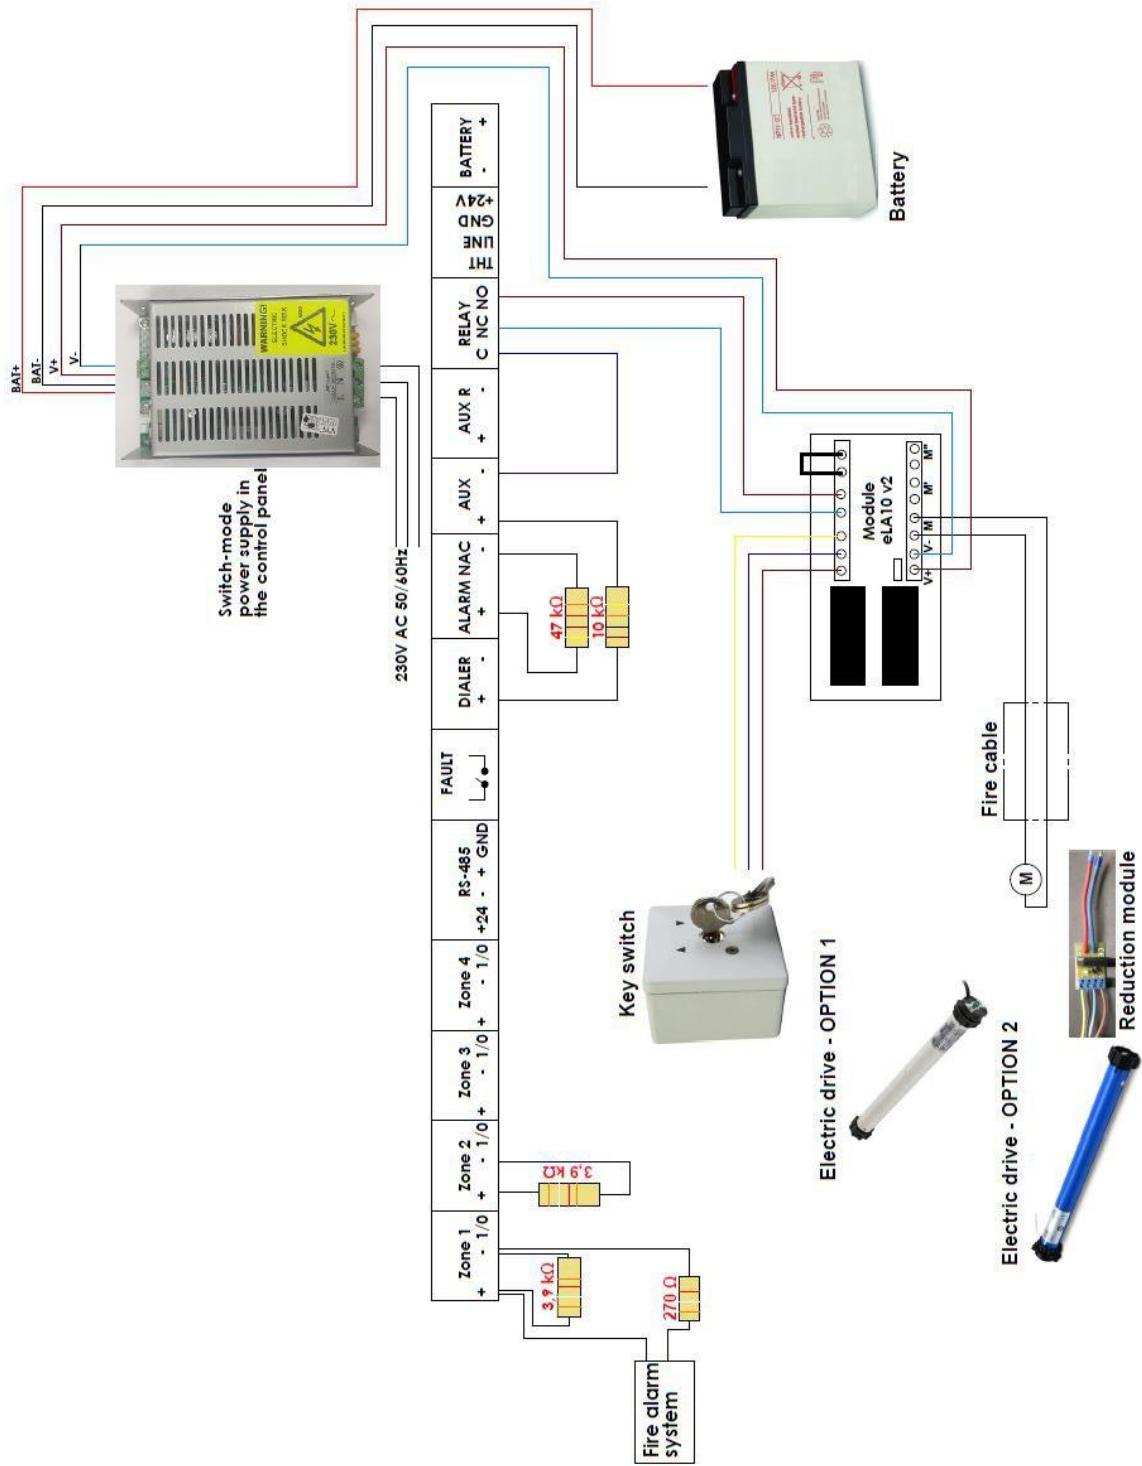 BAT+
BAT-
V+
V-
WARNING!
ELECTRIC
SHOCK RISK
230V~
L N
Switch-mode
power supply in
the control panel
230V AC 50/60Hz
Zone 1
+ - 1/0
Zone 2
+ - 1/0
Zone 3
+ - 1/0
Zone 4
+ - 1/0
RS-485
+24 - + GND
FAULT
DIALER
+ -
ALARM NAC
+ -
AUX
+ -
AUX R
+ -
RELAY
C NC NO
THT
LINE
GND
+24V
BATTERY
- +
3,9 kΩ
270 Ω
3,9 kΩ
47 kΩ
10 kΩ
Fire alarm
system
Battery
Pb
Module
eLA10 v2
V+ V- M M' M"
Key switch
Fire cable
M
Electric drive - OPTION 1
Electric drive - OPTION 2
Reduction module